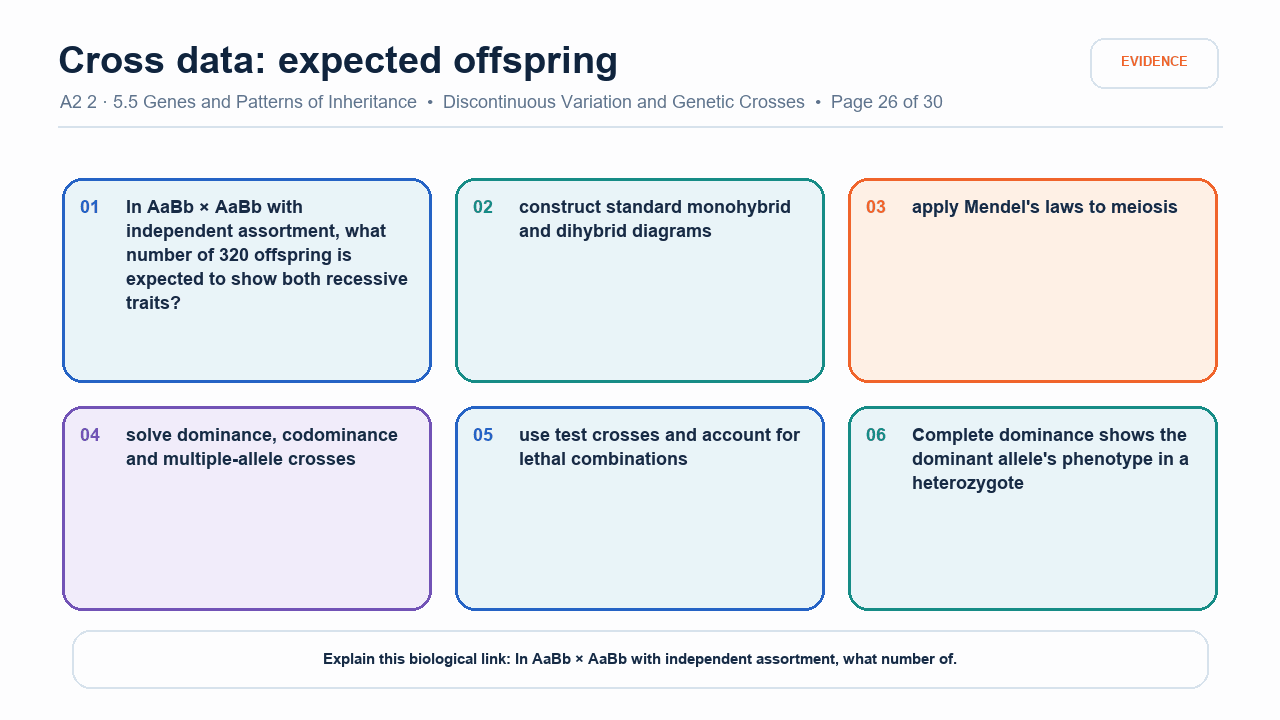 Cross data: expected offspring
EVIDENCE
A2 2 · 5.5 Genes and Patterns of Inheritance • Discontinuous Variation and Genetic Crosses • Page 26 of 30
01
In AaBb × AaBb with
independent assortment, what
number of 320 offspring is
expected to show both recessive
traits?
02
construct standard monohybrid
and dihybrid diagrams
03
apply Mendel's laws to meiosis
04
solve dominance, codominance
and multiple-allele crosses
05
use test crosses and account for
lethal combinations
06
Complete dominance shows the
dominant allele's phenotype in a
heterozygote
Explain this biological link: In AaBb × AaBb with independent assortment, what number of.